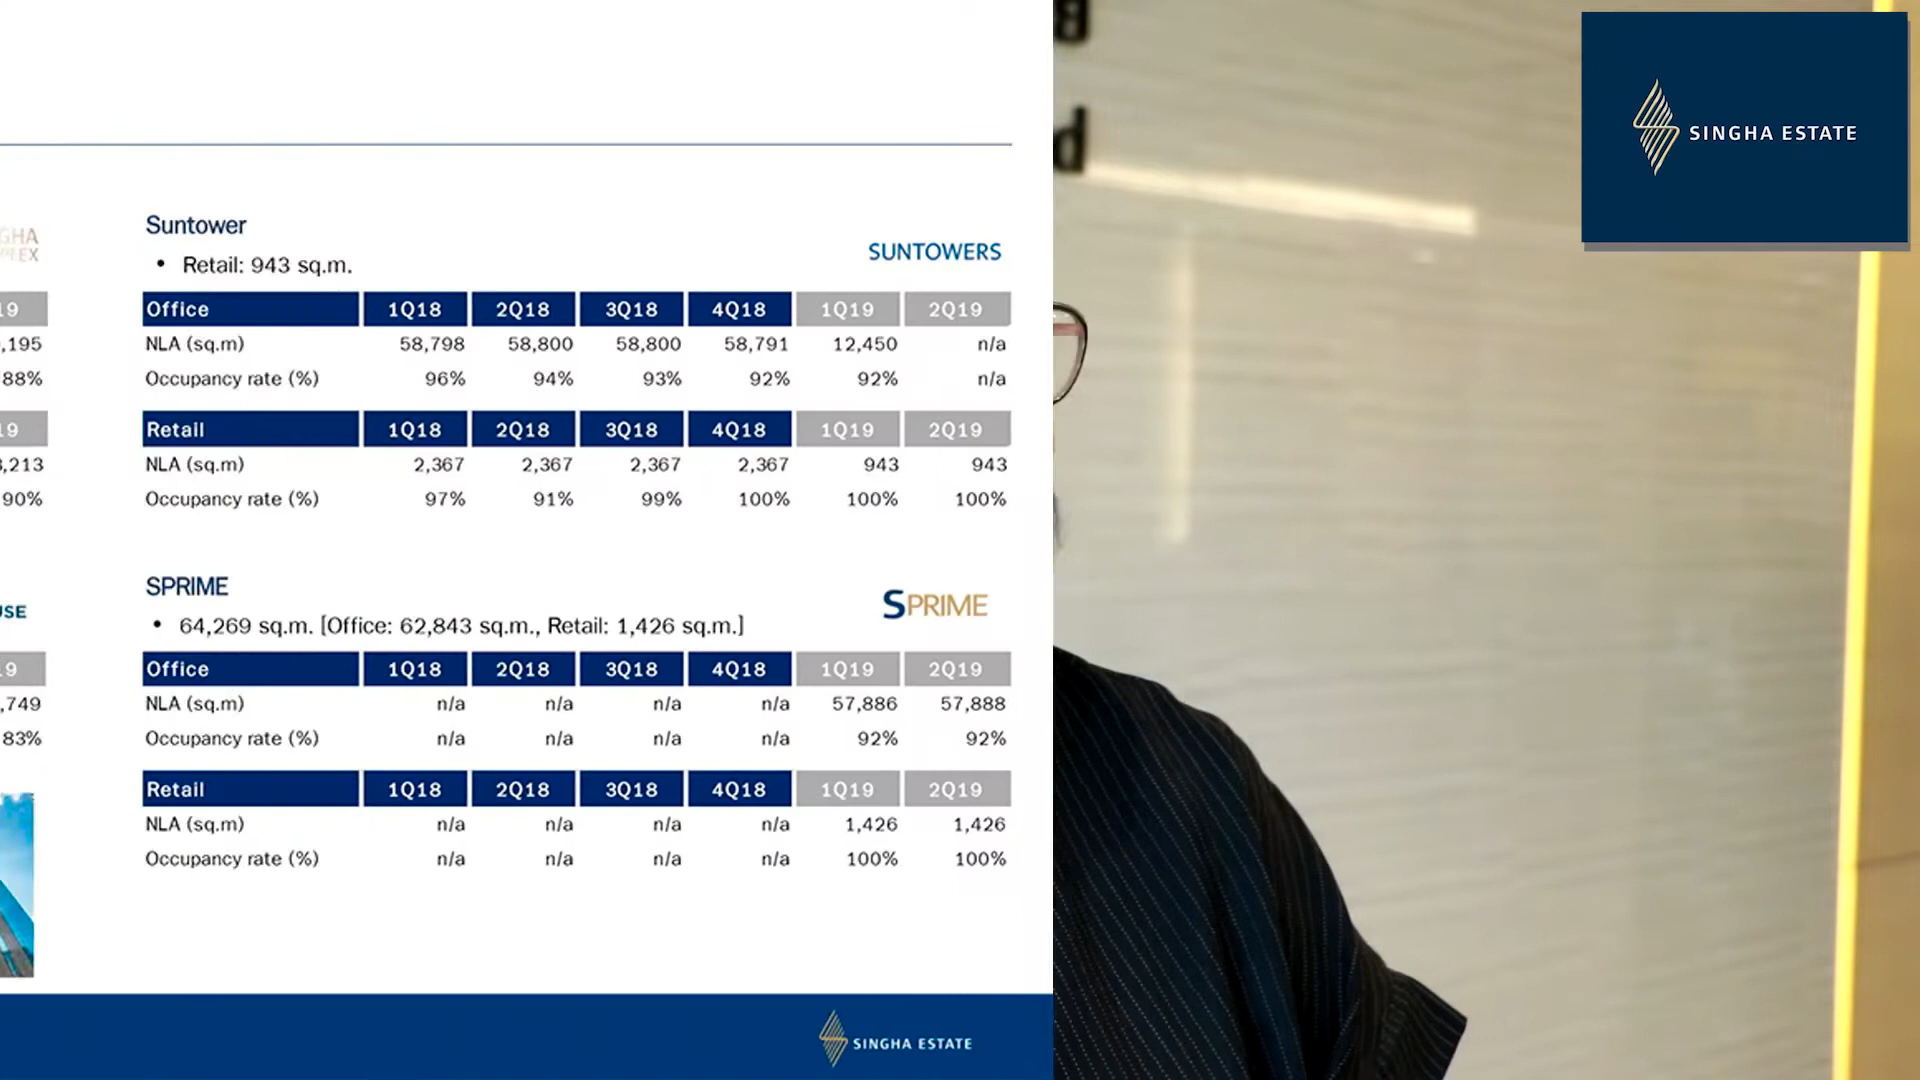 Suntower
SUNTOWERS
• Retail: 943 sq.m.
Office 1Q18 2Q18 3Q18 4Q18 1Q19 2Q19
NLA (sq.m) 58,798 58,800 58,800 58,791 12,450 n/a
Occupancy rate (%) 96% 94% 93% 92% 92% n/a
Retail 1Q18 2Q18 3Q18 4Q18 1Q19 2Q19
NLA (sq.m) 2,367 2,367 2,367 2,367 943 943
Occupancy rate (%) 97% 91% 99% 100% 100% 100%
SPRIME
SPRIME
• 64,269 sq.m. [Office: 62,843 sq.m., Retail: 1,426 sq.m.]
Office 1Q18 2Q18 3Q18 4Q18 1Q19 2Q19
NLA (sq.m) n/a n/a n/a n/a 57,886 57,888
Occupancy rate (%) n/a n/a n/a n/a 92% 92%
Retail 1Q18 2Q18 3Q18 4Q18 1Q19 2Q19
NLA (sq.m) n/a n/a n/a n/a 1,426 1,426
Occupancy rate (%) n/a n/a n/a n/a 100% 100%
SINGHA ESTATE
88%
90%
83%
SINGHA ESTATE